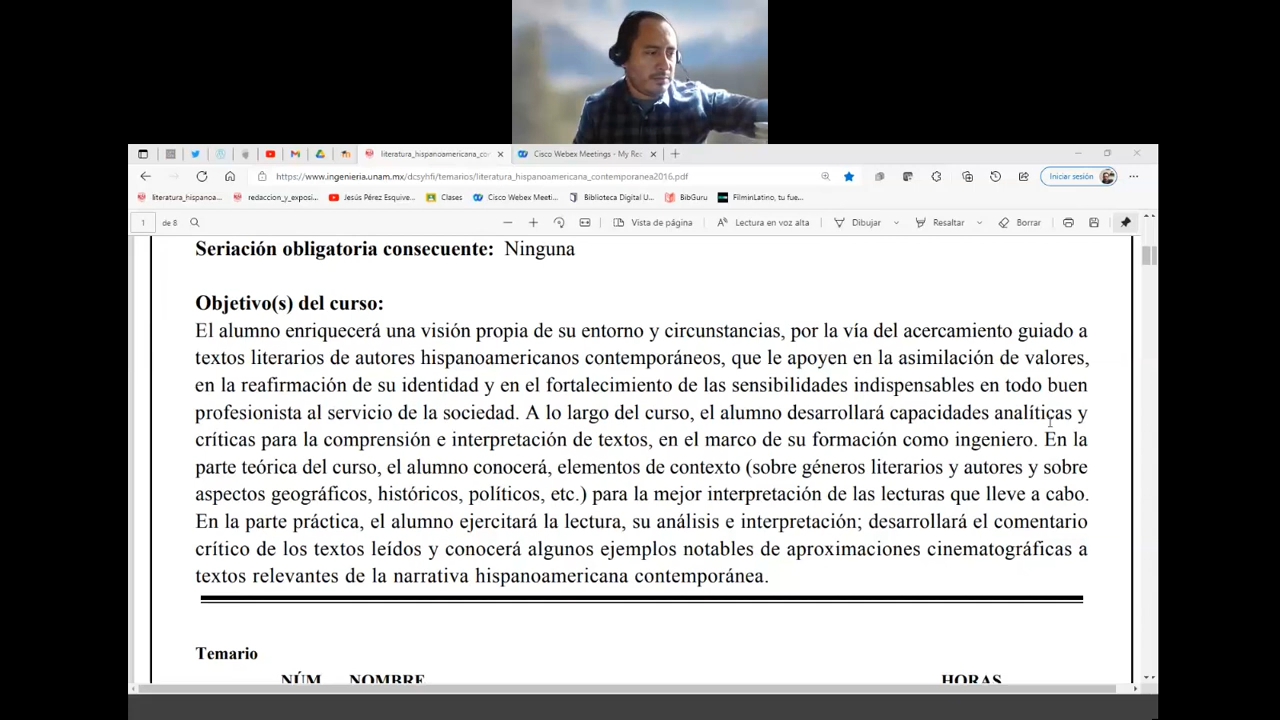 literatura_hispanoamericana_co
Cisco Webex Meetings - My Rec
https://www.ingenieria.unam.mx/dcsyhfi/temarios/literatura_hispanoamericana_contemporanea2016.pdf
Iniciar sesión
literatura_hispanoa...
redaccion_y_exposi...
Jesús Pérez Esquive...
Clases
Cisco Webex Meeti...
Biblioteca Digital U...
BibGuru
FilminLatino, tu fue...
1 de 8
Vista de página
Lectura en voz alta
Dibujar
Resaltar
Borrar
Seriación obligatoria consecuente: Ninguna
Objetivo(s) del curso:
El alumno enriquecerá una visión propia de su entorno y circunstancias, por la vía del acercamiento guiado a
textos literarios de autores hispanoamericanos contemporáneos, que le apoyen en la asimilación de valores,
en la reafirmación de su identidad y en el fortalecimiento de las sensibilidades indispensables en todo buen
profesionista al servicio de la sociedad. A lo largo del curso, el alumno desarrollará capacidades analíticas y
críticas para la comprensión e interpretación de textos, en el marco de su formación como ingeniero. En la
parte teórica del curso, el alumno conocerá, elementos de contexto (sobre géneros literarios y autores y sobre
aspectos geográficos, históricos, políticos, etc.) para la mejor interpretación de las lecturas que lleve a cabo.
En la parte práctica, el alumno ejercitará la lectura, su análisis e interpretación; desarrollará el comentario
crítico de los textos leídos y conocerá algunos ejemplos notables de aproximaciones cinematográficas a
textos relevantes de la narrativa hispanoamericana contemporánea.
Temario
NÚM. NOMBRE HORAS